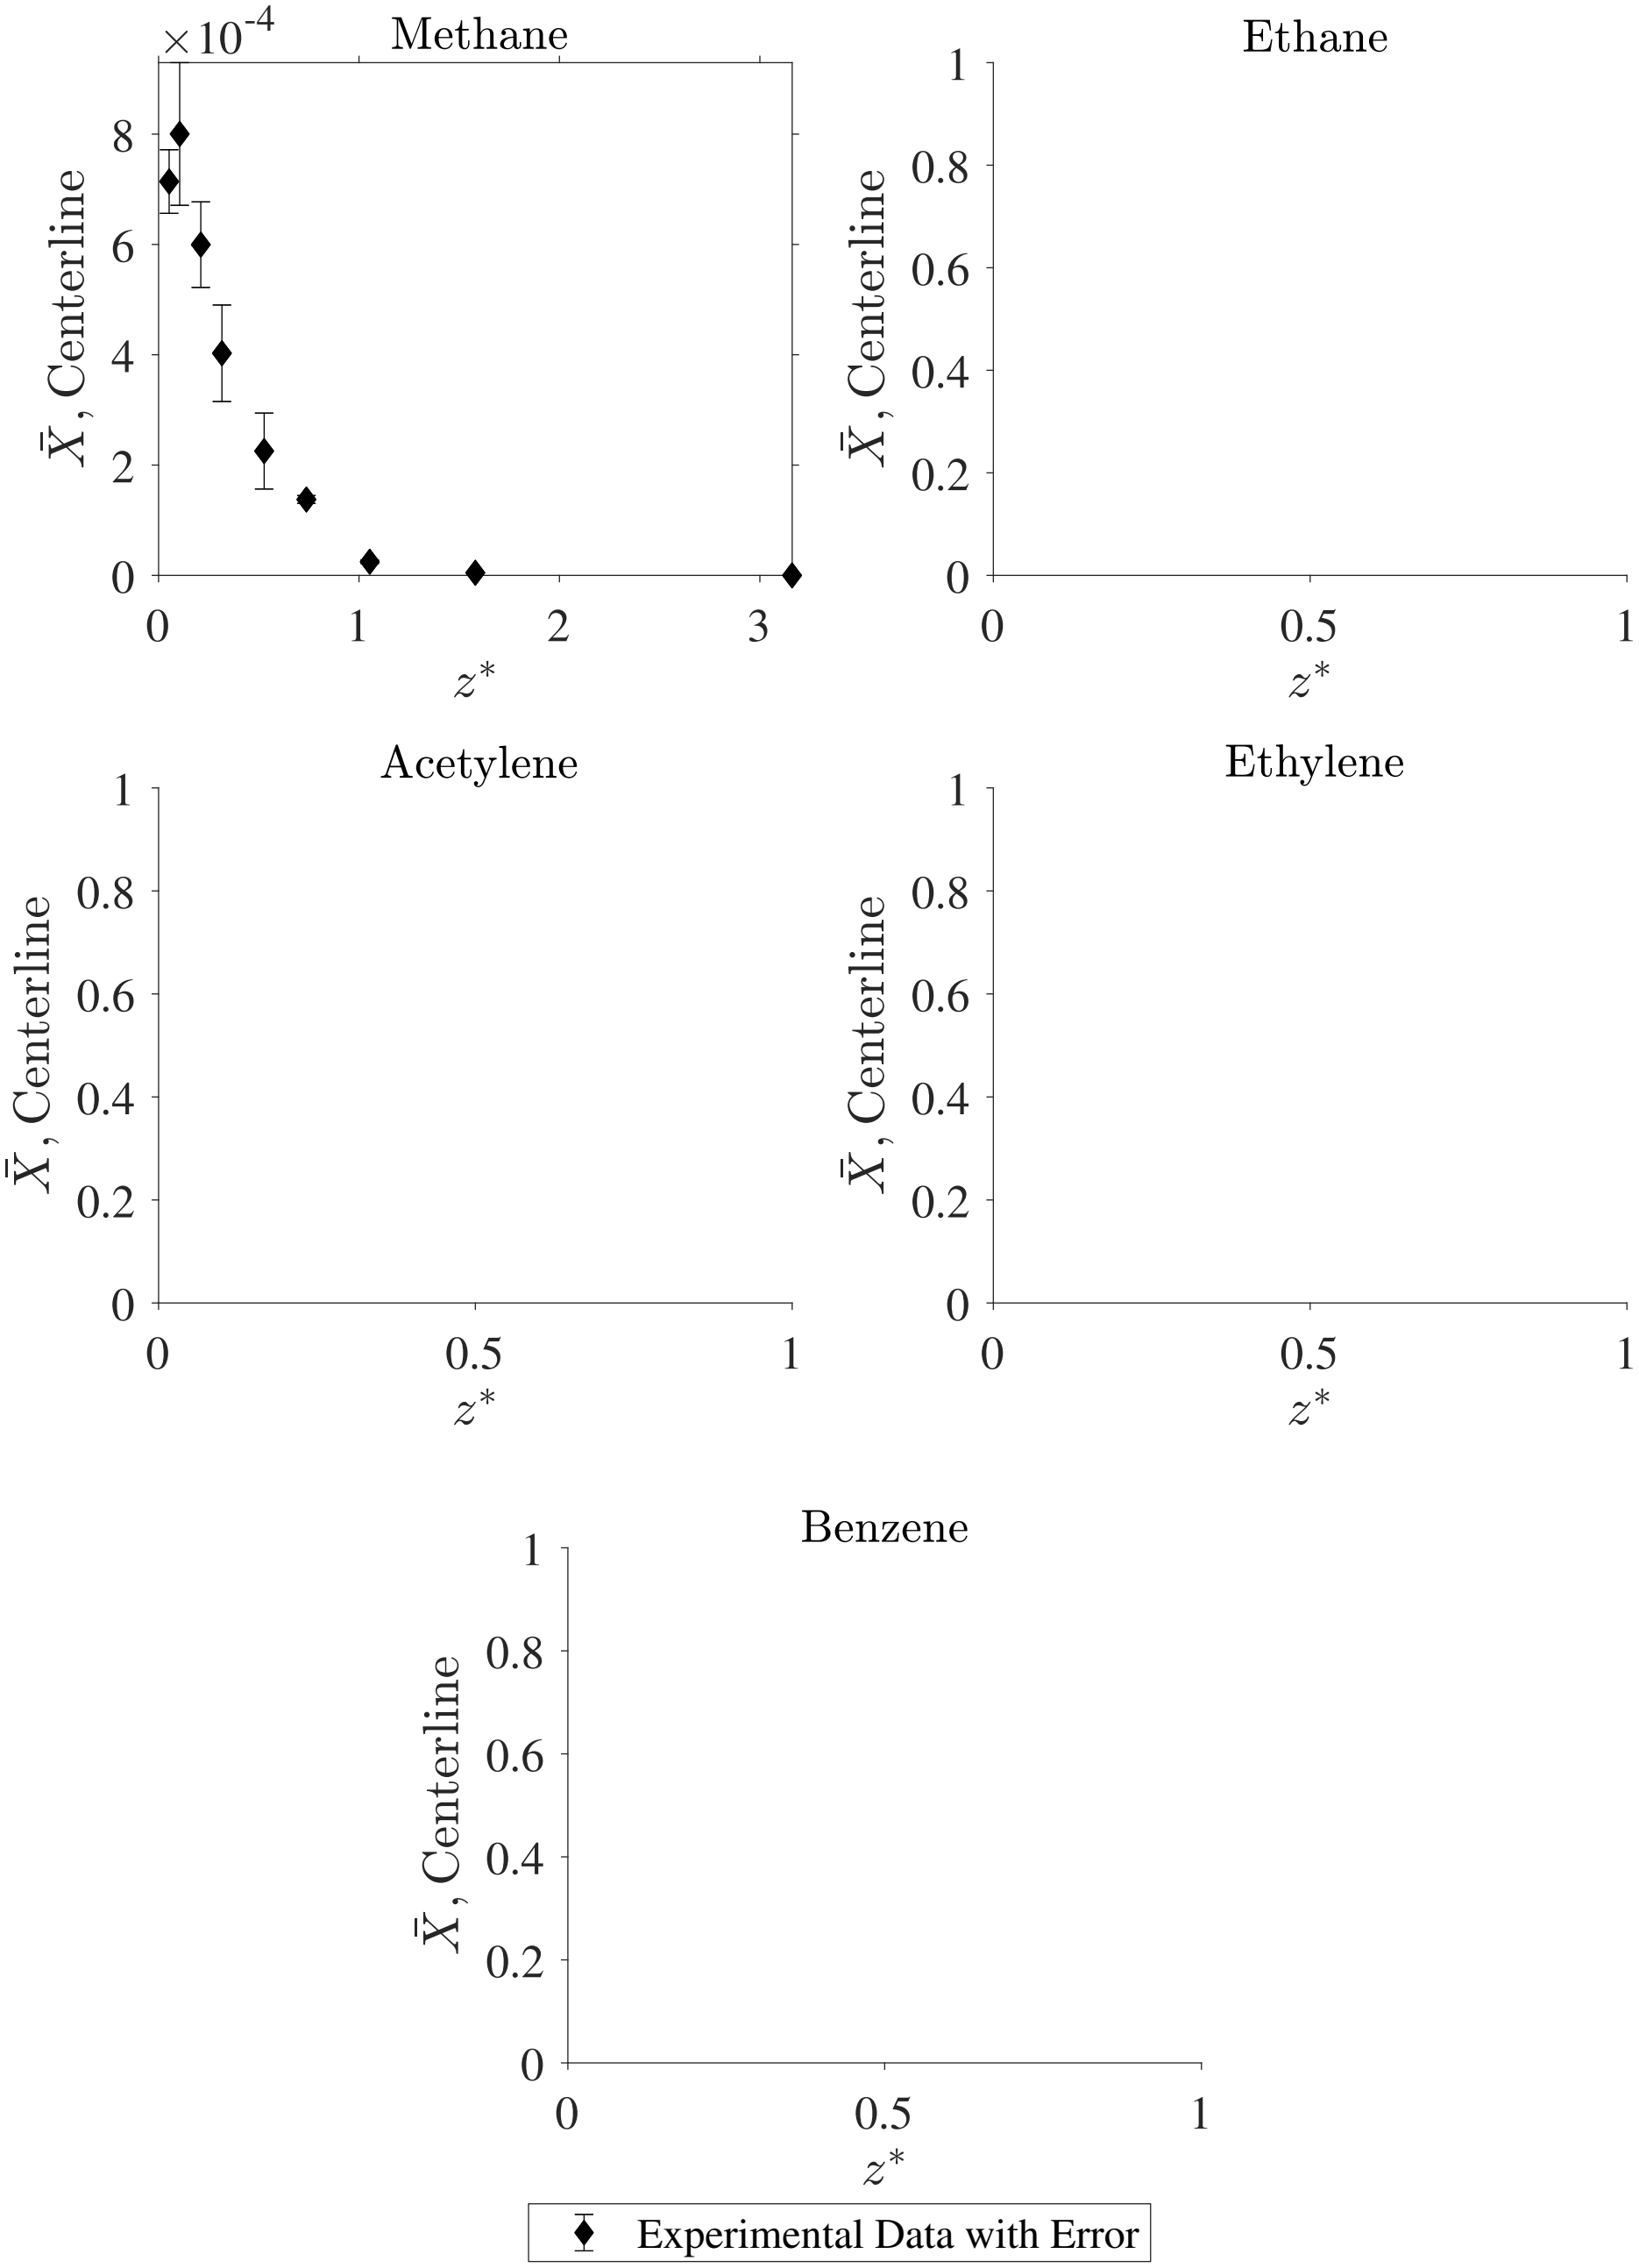 ×10-4
Methane
8
6
4
2
0
X̄, Centerline
0 1 2 3
z*
Ethane
1
0.8
0.6
0.4
0.2
0
X̄, Centerline
0 0.5 1
z*
Acetylene
1
0.8
0.6
0.4
0.2
0
X̄, Centerline
0 0.5 1
z*
Ethylene
1
0.8
0.6
0.4
0.2
0
X̄, Centerline
0 0.5 1
z*
Benzene
1
0.8
0.6
0.4
0.2
0
X̄, Centerline
0 0.5 1
z*
Experimental Data with Error